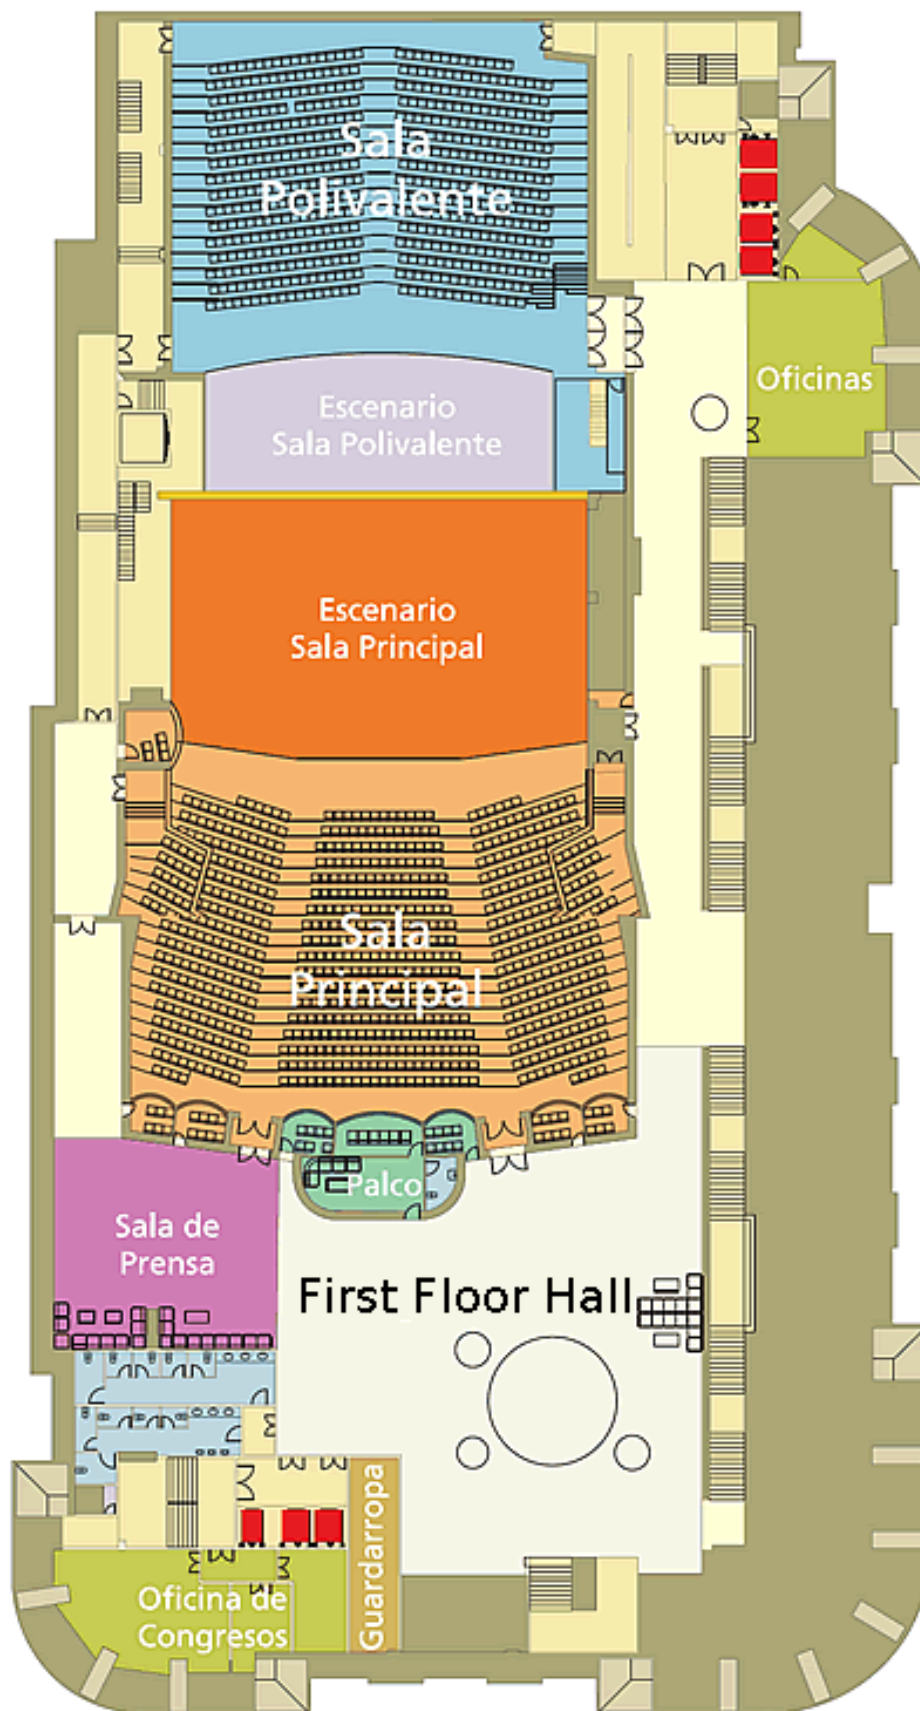 Sala
Polivalente
Oficinas
Escenario
Sala Polivalente
Escenario
Sala Principal
Sala
Principal
Palco
Sala de
Prensa
First Floor Hall
Guardarropa
Oficina de
Congresos